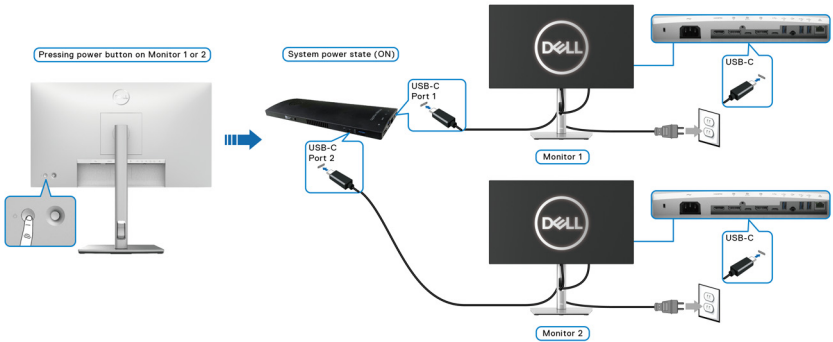 Pressing power button on Monitor 1 or 2
System power state (ON)
USB-C
Port 1
USB-C
Port 2
DELL
Monitor 1
USB-C
DELL
Monitor 2
USB-C